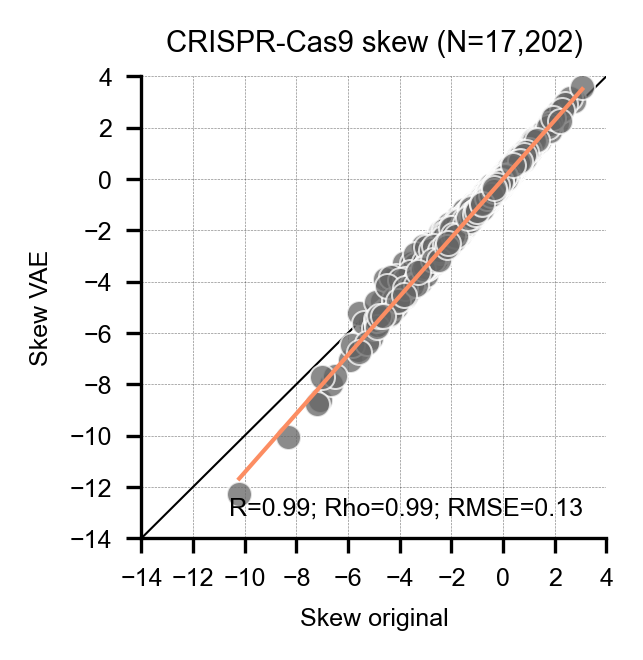 CRISPR-Cas9 skew (N=17,202)
4
2
0
−2
−4
−6
−8
−10
−12
−14
Skew VAE
R=0.99; Rho=0.99; RMSE=0.13
−14 −12 −10 −8 −6 −4 −2 0 2 4
Skew original